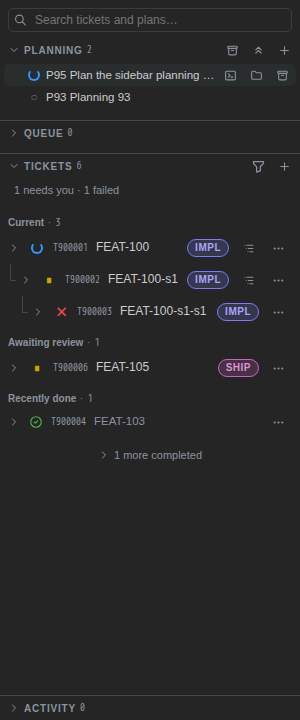 Search tickets and plans…
PLANNING 2
P95 Plan the sidebar planning …
P93 Planning 93
QUEUE 0
TICKETS 6
1 needs you · 1 failed
Current · 3
T900001 FEAT-100 IMPL
T900002 FEAT-100-s1 IMPL
T900003 FEAT-100-s1-s1 IMPL
Awaiting review · 1
T900006 FEAT-105 SHIP
Recently done · 1
T900004 FEAT-103
1 more completed
ACTIVITY 0